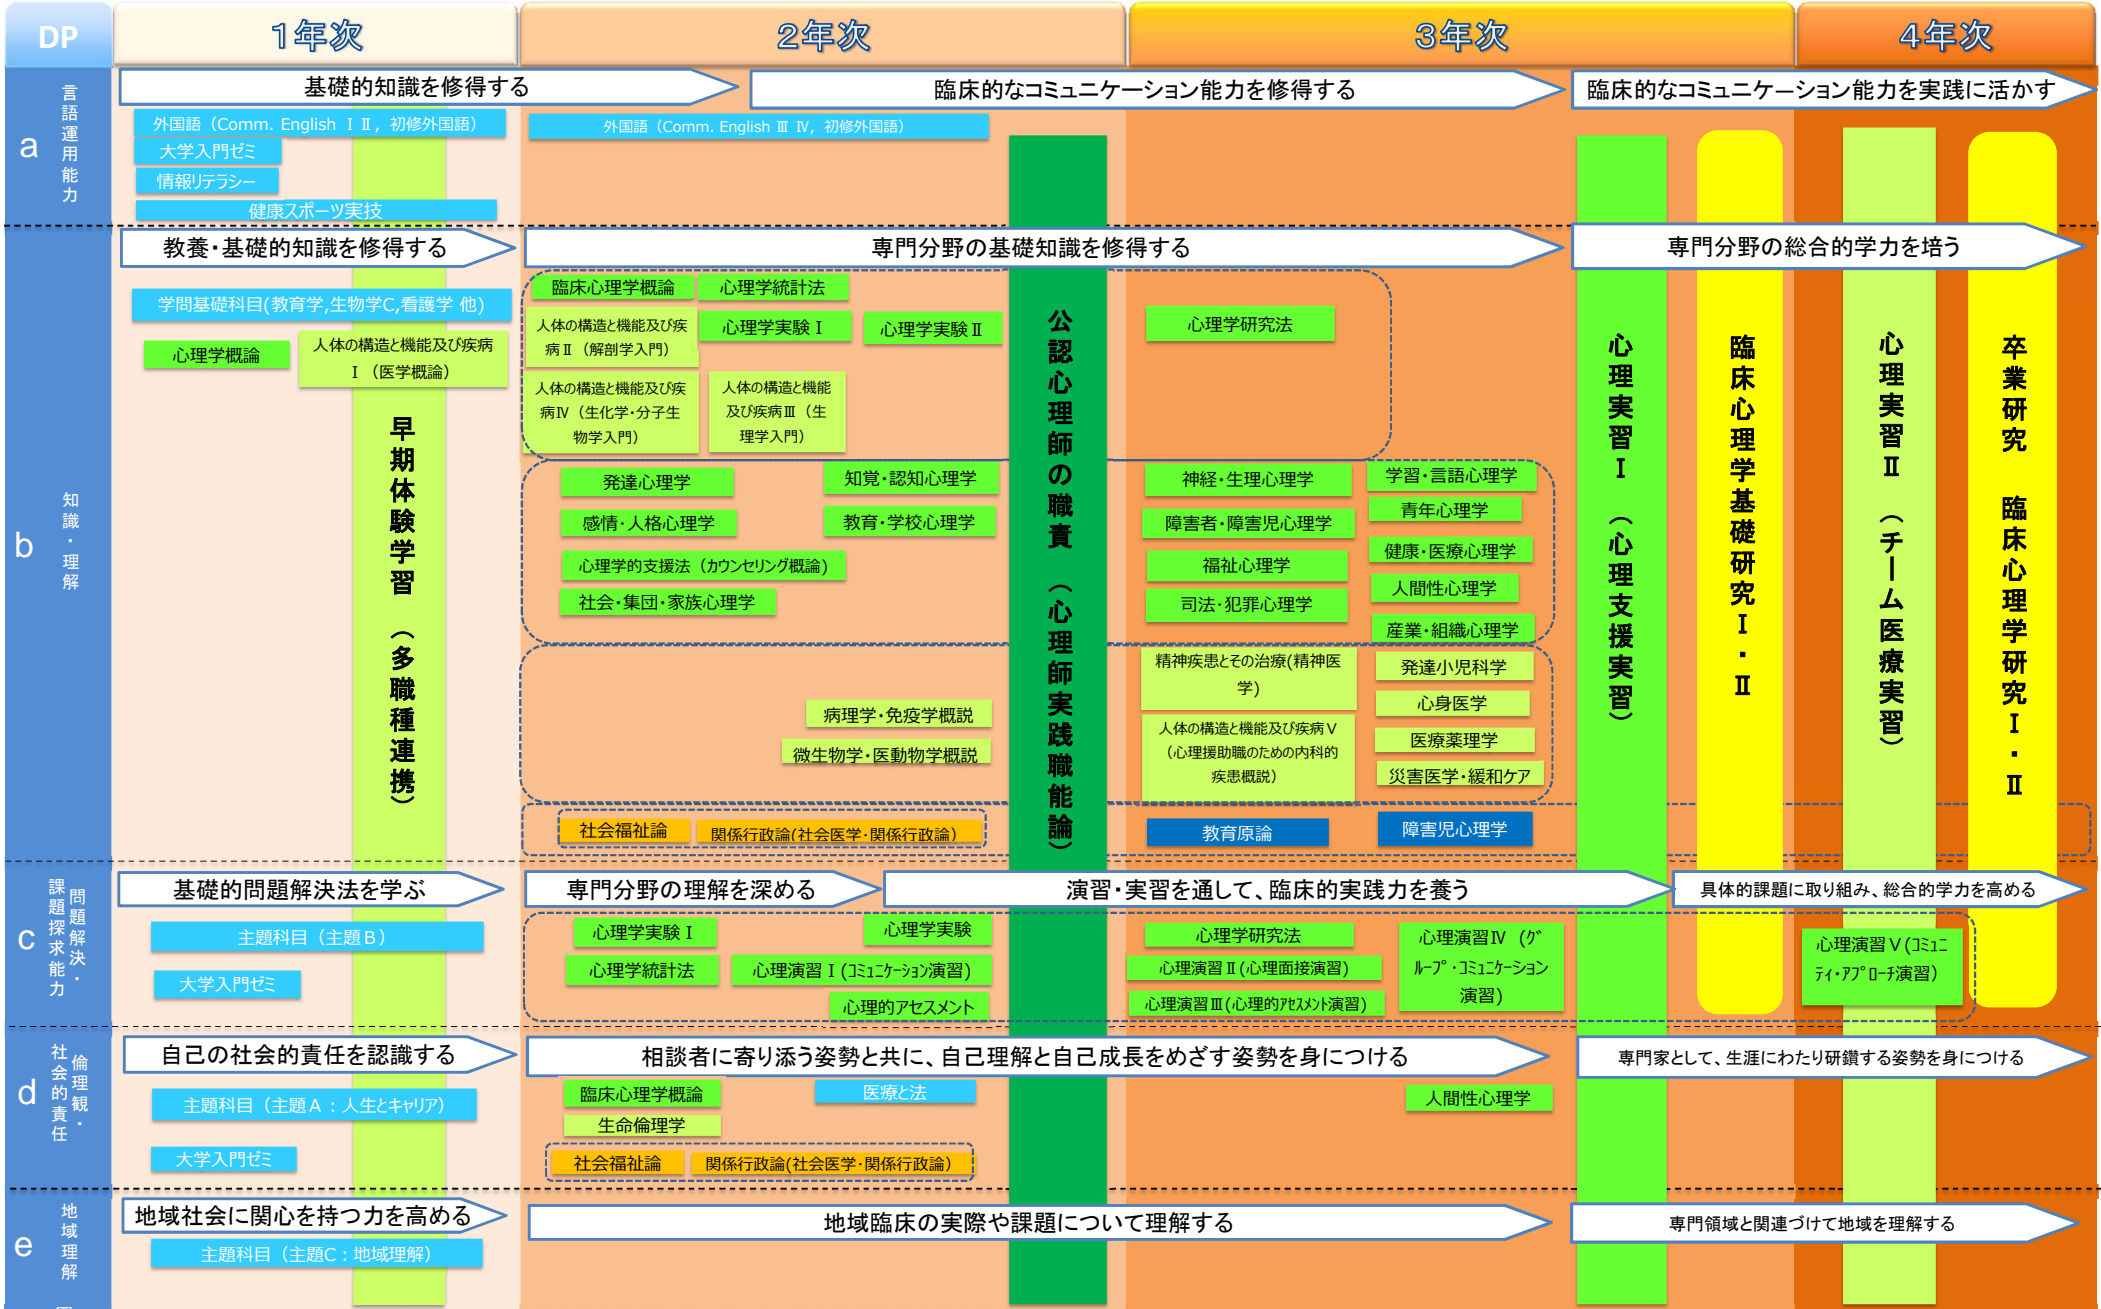 DP
1年次
2年次
3年次
4年次
a
言語運用能力
基礎的知識を修得する
臨床的なコミュニケーション能力を修得する
臨床的なコミュニケーション能力を実践に活かす
外国語（Comm. English Ⅰ Ⅱ，初修外国語）
外国語（Comm. English Ⅲ Ⅳ，初修外国語）
大学入門ゼミ
情報リテラシー
健康スポーツ実技
b
知識・理解
教養・基礎的知識を修得する
専門分野の基礎知識を修得する
専門分野の総合的学力を培う
学問基礎科目(教育学,生物学C,看護学 他)
心理学概論
人体の構造と機能及び疾病
Ⅰ（医学概論）
早期体験学習（多職種連携）
臨床心理学概論
心理学統計法
人体の構造と機能及び疾
病Ⅱ（解剖学入門）
心理学実験Ⅰ
心理学実験Ⅱ
人体の構造と機能及び疾
病Ⅳ（生化学・分子生
物学入門）
人体の構造と機能
及び疾病Ⅲ（生
理学入門）
心理学研究法
発達心理学
知覚・認知心理学
感情・人格心理学
教育・学校心理学
心理学的支援法（カウンセリング概論）
社会・集団・家族心理学
神経・生理心理学
学習・言語心理学
障害者・障害児心理学
青年心理学
福祉心理学
健康・医療心理学
司法・犯罪心理学
人間性心理学
産業・組織心理学
病理学・免疫学概説
微生物学・医動物学概説
精神疾患とその治療(精神医
学)
人体の構造と機能及び疾病Ⅴ
（心理援助職のための内科的
疾患概説）
発達小児科学
心身医学
医療薬理学
災害医学・緩和ケア
社会福祉論
関係行政論(社会医学・関係行政論）
教育原論
障害児心理学
公認心理師の職責（心理師実践職能論）
心理実習Ⅰ（心理支援実習）
臨床心理学基礎研究Ⅰ・Ⅱ
心理実習Ⅱ（チーム医療実習）
卒業研究　臨床心理学研究Ⅰ・Ⅱ
c
問題解決・
課題探求能力
基礎的問題解決法を学ぶ
専門分野の理解を深める
演習・実習を通して、臨床的実践力を養う
具体的課題に取り組み、総合的学力を高める
主題科目（主題Ｂ）
大学入門ゼミ
心理学実験Ⅰ
心理学実験
心理学統計法
心理演習Ⅰ(ｺﾐｭﾆｹｰｼｮﾝ演習)
心理的アセスメント
心理学研究法
心理演習Ⅱ(心理面接演習)
心理演習Ⅲ(心理的ｱｾｽﾒﾝﾄ演習)
心理演習Ⅳ（ｸﾞ
ﾙｰﾌﾟ・ｺﾐｭﾆｹｰｼｮﾝ
演習）
心理演習Ⅴ(ｺﾐｭﾆ
ﾃｨ・ｱﾌﾟﾛｰﾁ演習）
d
倫理観・
社会的責任
自己の社会的責任を認識する
相談者に寄り添う姿勢と共に、自己理解と自己成長をめざす姿勢を身につける
専門家として、生涯にわたり研鑽する姿勢を身につける
主題科目（主題Ａ：人生とキャリア）
大学入門ゼミ
臨床心理学概論
医療と法
人間性心理学
生命倫理学
社会福祉論
関係行政論(社会医学・関係行政論）
e
地域理解
地域社会に関心を持つ力を高める
地域臨床の実際や課題について理解する
専門領域と関連づけて地域を理解する
主題科目（主題C：地域理解）